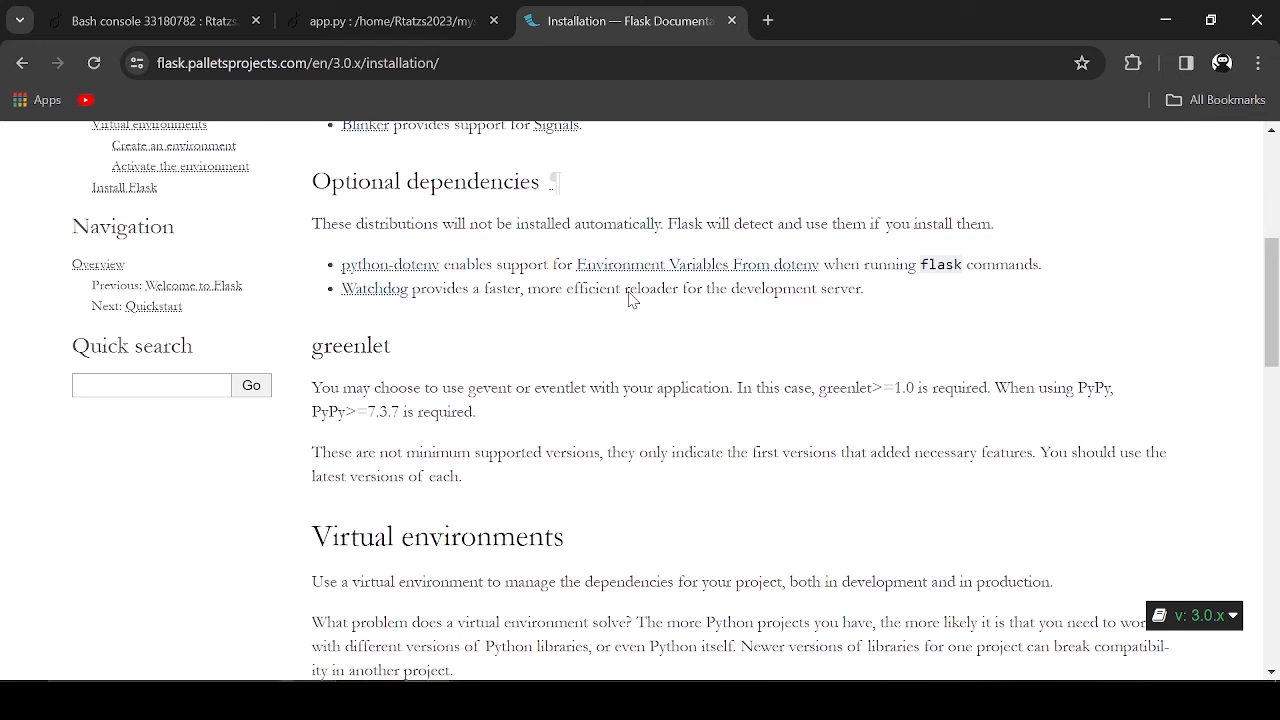 Bash console 33180782 : Rtatzs
app.py : /home/Rtatzs2023/mys
Installation — Flask Documenta
flask.palletsprojects.com/en/3.0.x/installation/
Apps
All Bookmarks
Virtual environments
Create an environment
Activate the environment
Install Flask
Navigation
Overview
Previous: Welcome to Flask
Next: Quickstart
Quick search
Go
• Blinker provides support for Signals.
Optional dependencies ¶
These distributions will not be installed automatically. Flask will detect and use them if you install them.
• python-dotenv enables support for Environment Variables From dotenv when running flask commands.
• Watchdog provides a faster, more efficient reloader for the development server.
greenlet
You may choose to use gevent or eventlet with your application. In this case, greenlet>=1.0 is required. When using PyPy,
PyPy>=7.3.7 is required.
These are not minimum supported versions, they only indicate the first versions that added necessary features. You should use the
latest versions of each.
Virtual environments
Use a virtual environment to manage the dependencies for your project, both in development and in production.
What problem does a virtual environment solve? The more Python projects you have, the more likely it is that you need to wor
with different versions of Python libraries, or even Python itself. Newer versions of libraries for one project can break compatibil-
ity in another project.
v: 3.0.x